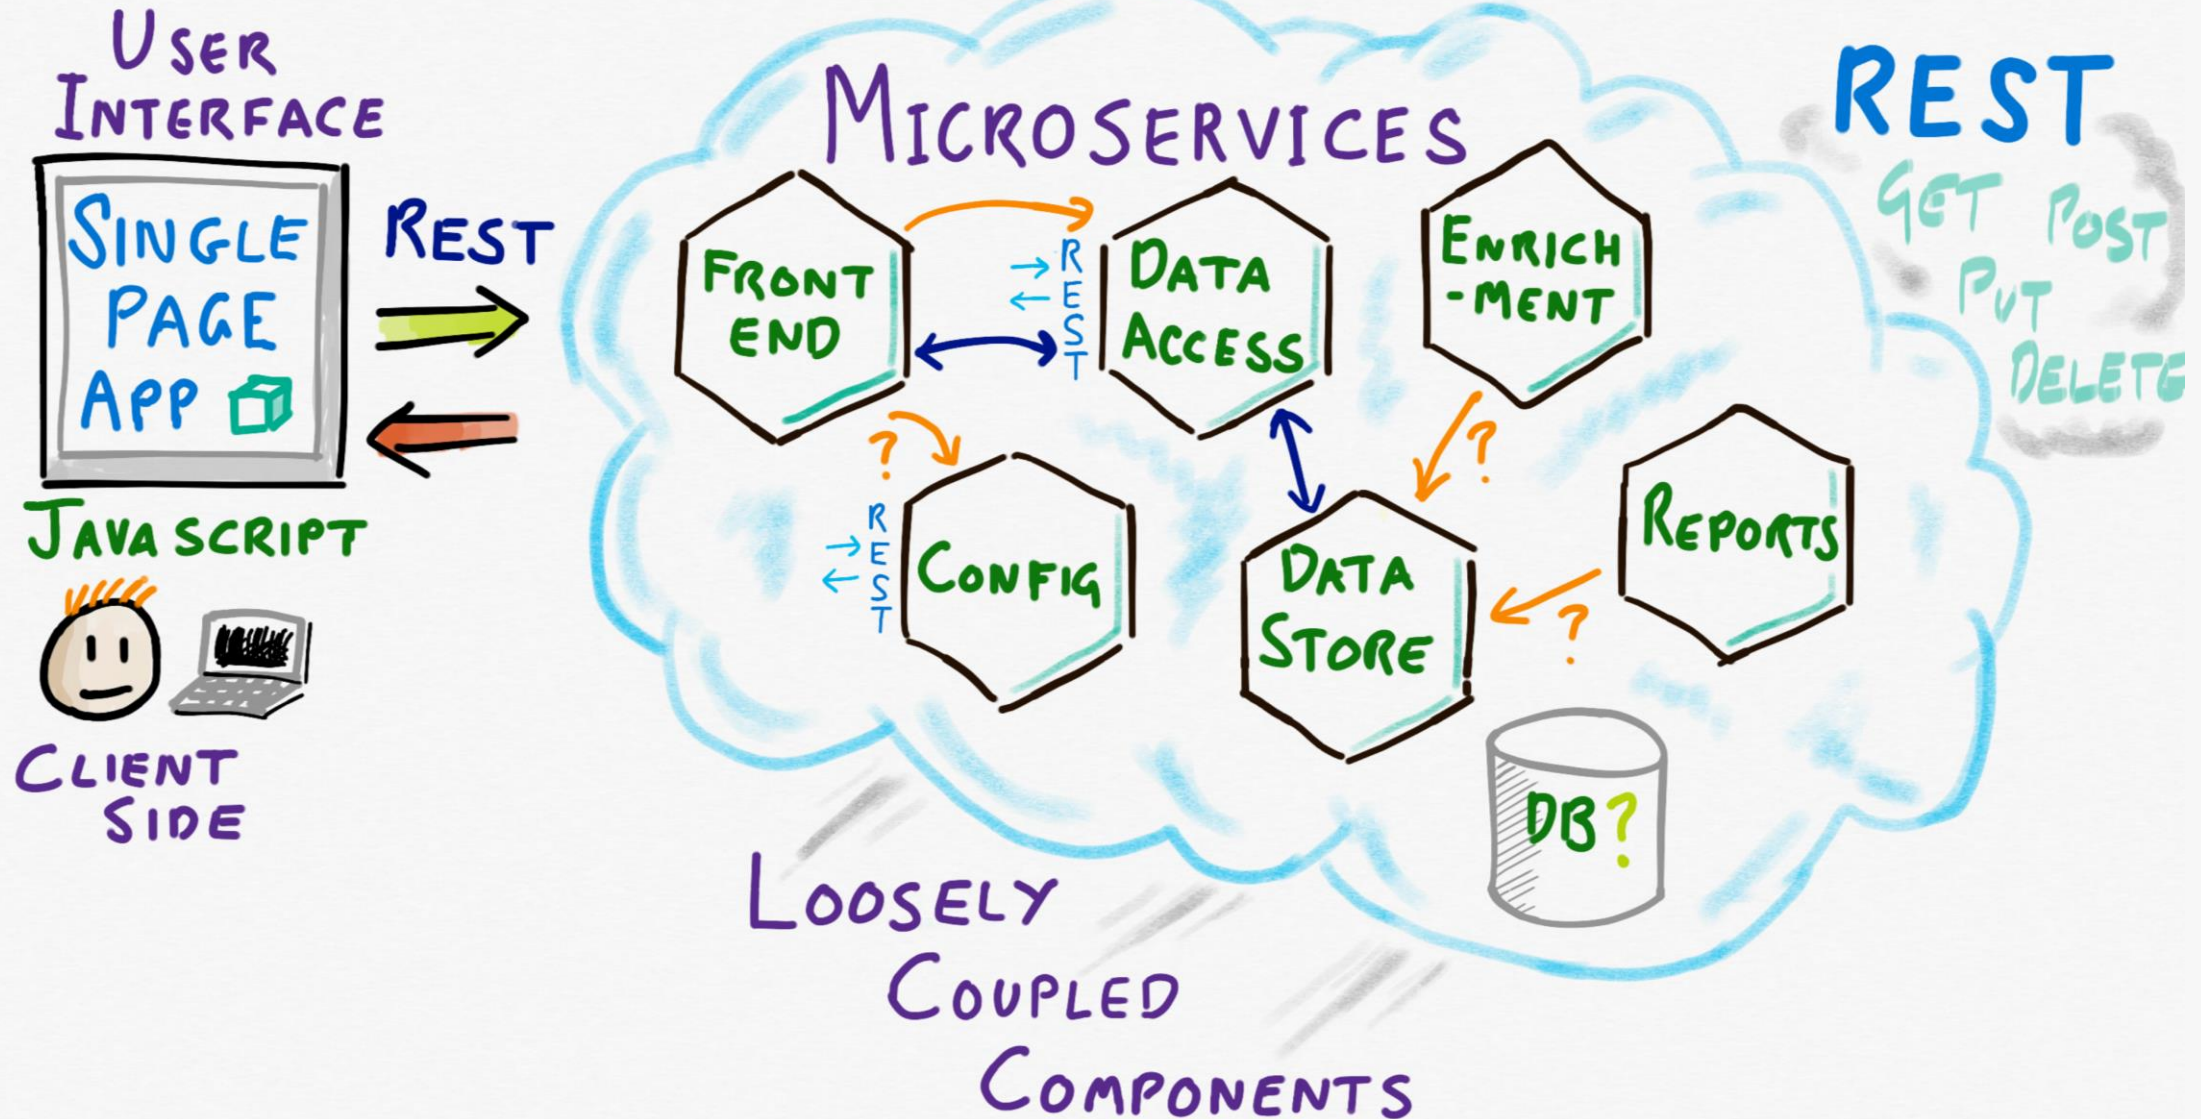 USER
INTERFACE
SINGLE
PAGE
APP
JAVASCRIPT
CLIENT
SIDE
REST
MICROSERVICES
FRONT
END
REST
DATA
ACCESS
ENRICH
-MENT
?
REST
CONFIG
?
DATA
STORE
REPORTS
?
DB?
LOOSELY
COUPLED
COMPONENTS
REST
GET POST
PUT
DELETE